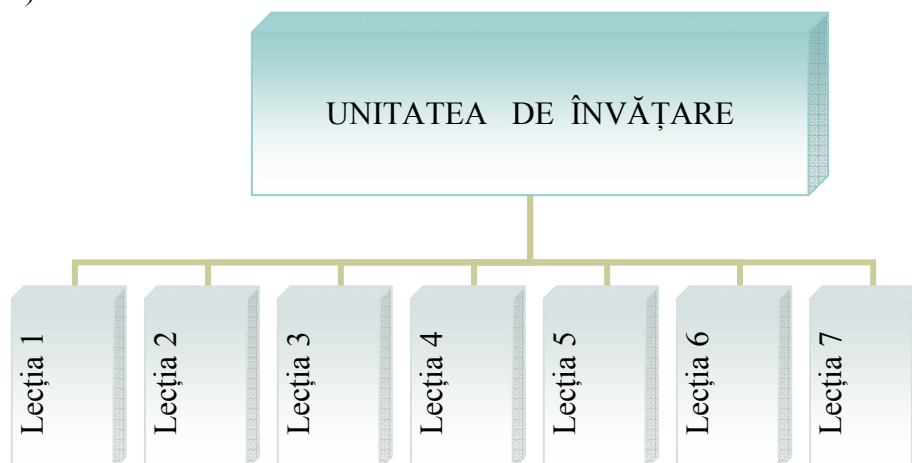 )
UNITATEA DE ÎNVĂȚARE
Lecția 1
Lecția 2
Lecția 3
Lecția 4
Lecția 5
Lecția 6
Lecția 7